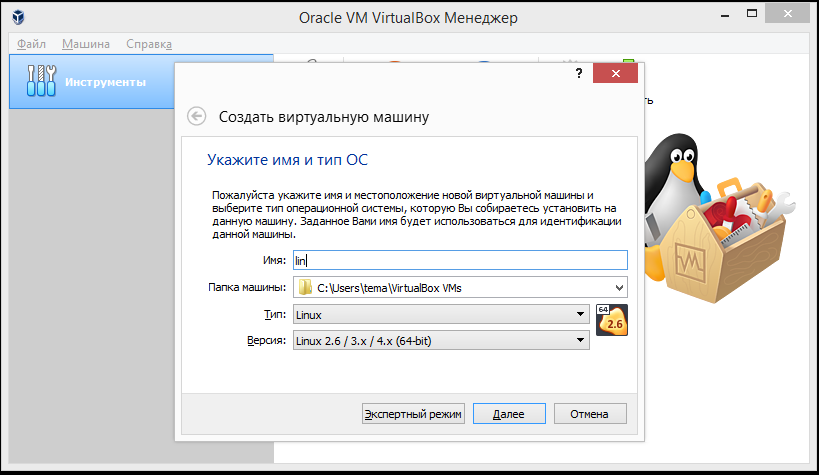 Oracle VM VirtualBox Менеджер
Файл Машина Справка
Инструменты
?
ть
Создать виртуальную машину
Укажите имя и тип ОС
Пожалуйста укажите имя и местоположение новой виртуальной машины и
выберите тип операционной системы, которую Вы собираетесь установить на
данную машину. Заданное Вами имя будет использоваться для идентификации
данной машины.
Имя: lin
Папка машины: C:\Users\tema\VirtualBox VMs
Тип: Linux
64
2.6
Версия: Linux 2.6 / 3.x / 4.x (64-bit)
Экспертный режим Далее Отмена